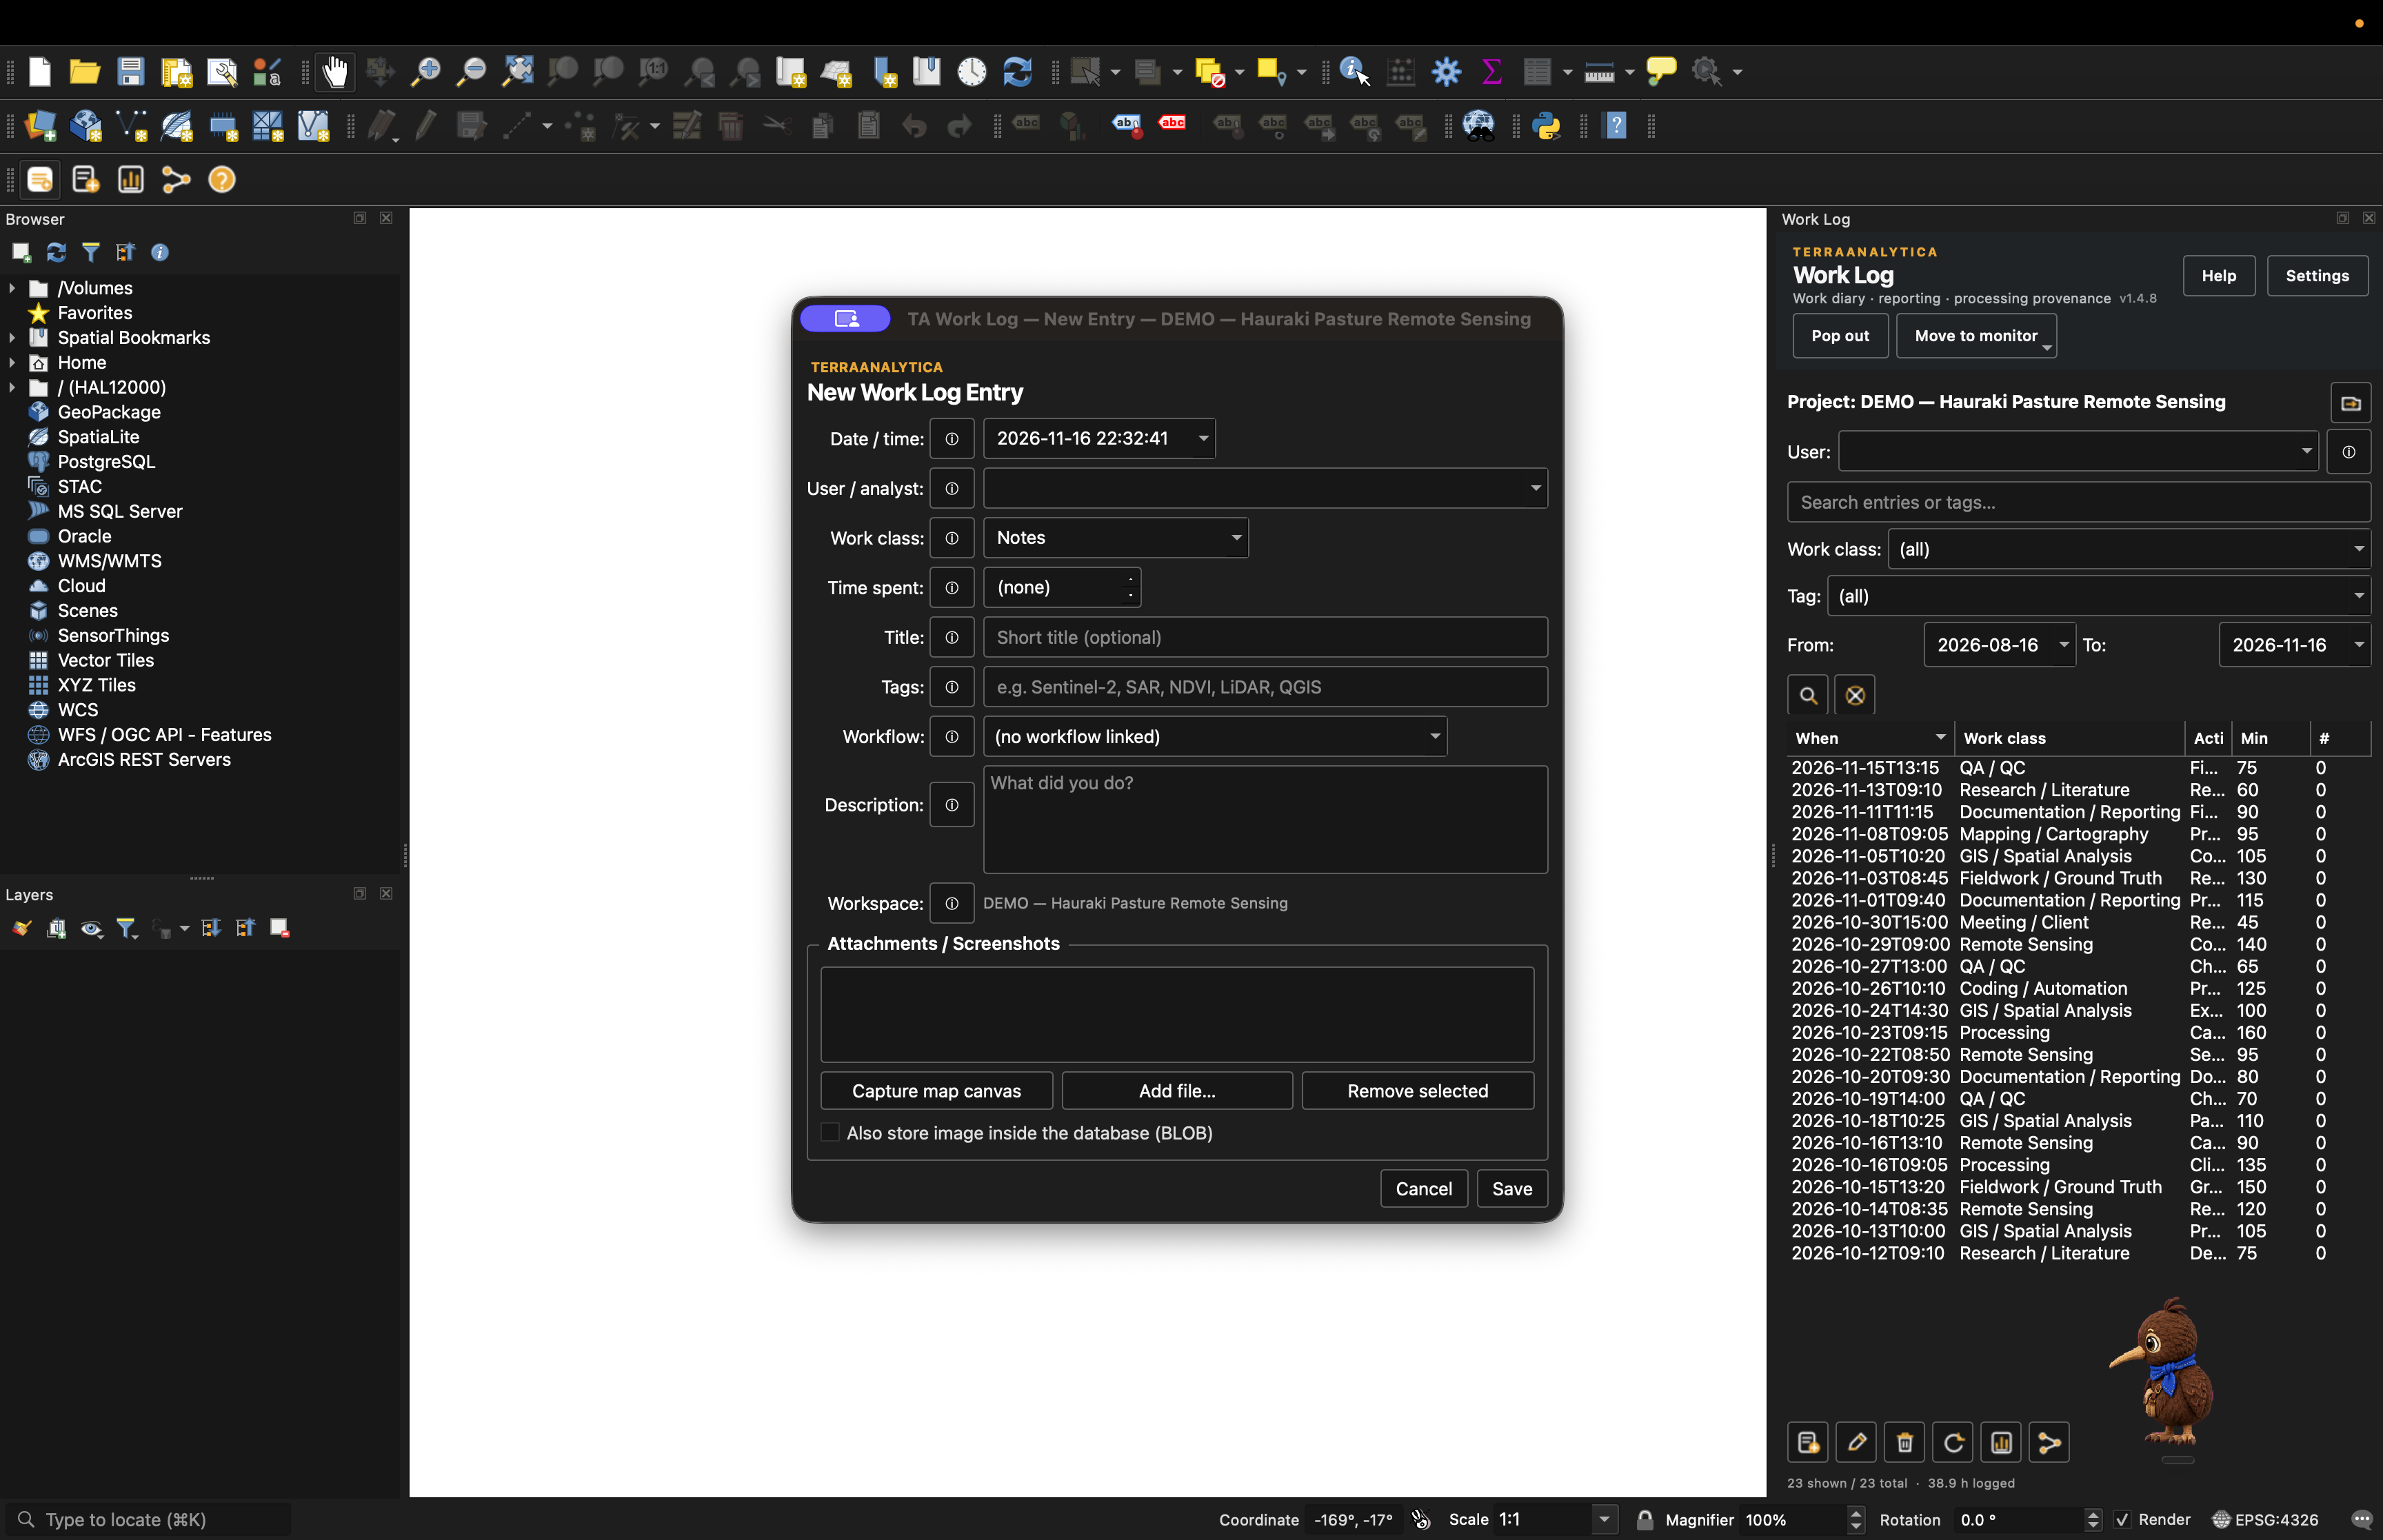 Browser
/Volumes
Favorites
Spatial Bookmarks
Home
/ (HAL12000)
GeoPackage
SpatiaLite
PostgreSQL
STAC
MS SQL Server
Oracle
WMS/WMTS
Cloud
Scenes
SensorThings
Vector Tiles
XYZ Tiles
WCS
WFS / OGC API - Features
ArcGIS REST Servers
Layers
TA Work Log — New Entry — DEMO — Hauraki Pasture Remote Sensing
TERRAANALYTICA
New Work Log Entry
Date / time: 2026-11-16 22:32:41
User / analyst:
Work class: Notes
Time spent: (none)
Title: Short title (optional)
Tags: e.g. Sentinel-2, SAR, NDVI, LiDAR, QGIS
Workflow: (no workflow linked)
Description: What did you do?
Workspace: DEMO — Hauraki Pasture Remote Sensing
Attachments / Screenshots
Capture map canvas Add file... Remove selected
Also store image inside the database (BLOB)
Cancel Save
Work Log
TERRAANALYTICA
Work Log
Work diary · reporting · processing provenance v1.4.8
Help Settings
Pop out Move to monitor
Project: DEMO — Hauraki Pasture Remote Sensing
User:
Search entries or tags...
Work class: (all)
Tag: (all)
From: 2026-08-16 To: 2026-11-16
When Work class Acti Min #
2026-11-15T13:15 QA / QC Fi... 75 0
2026-11-13T09:10 Research / Literature Re... 60 0
2026-11-11T11:15 Documentation / Reporting Fi... 90 0
2026-11-08T09:05 Mapping / Cartography Pr... 95 0
2026-11-05T10:20 GIS / Spatial Analysis Co... 105 0
2026-11-03T08:45 Fieldwork / Ground Truth Re... 130 0
2026-11-01T09:40 Documentation / Reporting Pr... 115 0
2026-10-30T15:00 Meeting / Client Re... 45 0
2026-10-29T09:00 Remote Sensing Co... 140 0
2026-10-27T13:00 QA / QC Ch... 65 0
2026-10-26T10:10 Coding / Automation Pr... 125 0
2026-10-24T14:30 GIS / Spatial Analysis Ex... 100 0
2026-10-23T09:15 Processing Ca... 160 0
2026-10-22T08:50 Remote Sensing Se... 95 0
2026-10-20T09:30 Documentation / Reporting Do... 80 0
2026-10-19T14:00 QA / QC Ch... 70 0
2026-10-18T10:25 GIS / Spatial Analysis Pa... 110 0
2026-10-16T13:10 Remote Sensing Ca... 90 0
2026-10-16T09:05 Processing Cli... 135 0
2026-10-15T13:20 Fieldwork / Ground Truth Gr... 150 0
2026-10-14T08:35 Remote Sensing Re... 120 0
2026-10-13T10:00 GIS / Spatial Analysis Pr... 105 0
2026-10-12T09:10 Research / Literature De... 75 0
23 shown / 23 total · 38.9 h logged
Type to locate (⌘K) Coordinate -169°, -17° Scale 1:1 Magnifier 100% Rotation 0.0 ° Render EPSG:4326